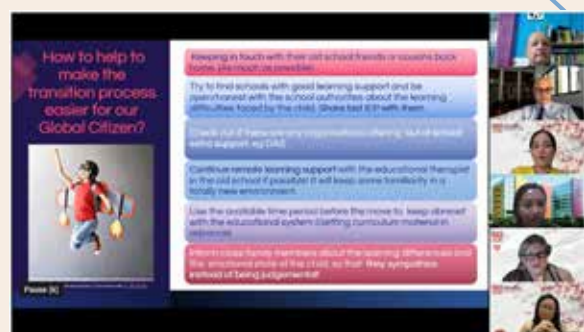 How to help to
make the
transition process
easier for our
Global Citizen?
Keeping in touch with their old school friends or cousins back
home. (As much as possible)
Try to find schools with good learning support and be
open/honest with the school authorities about the learning
difficulties faced by the child. Share last IEP with them.
Check out if there are any organisations offering out of school
extra support, eg DAS
Continue remote learning support with the educational therapist
in the old school if possible! It will keep some familiarity in a
totally new environment.
Use the available time period before the move to keep abreast
with the educational system (Getting curriculum material in
advance)
Inform close family members about the learning differences and
the emotional state of the child, so that they sympathise
instead of being judgemental!
Pause (k)